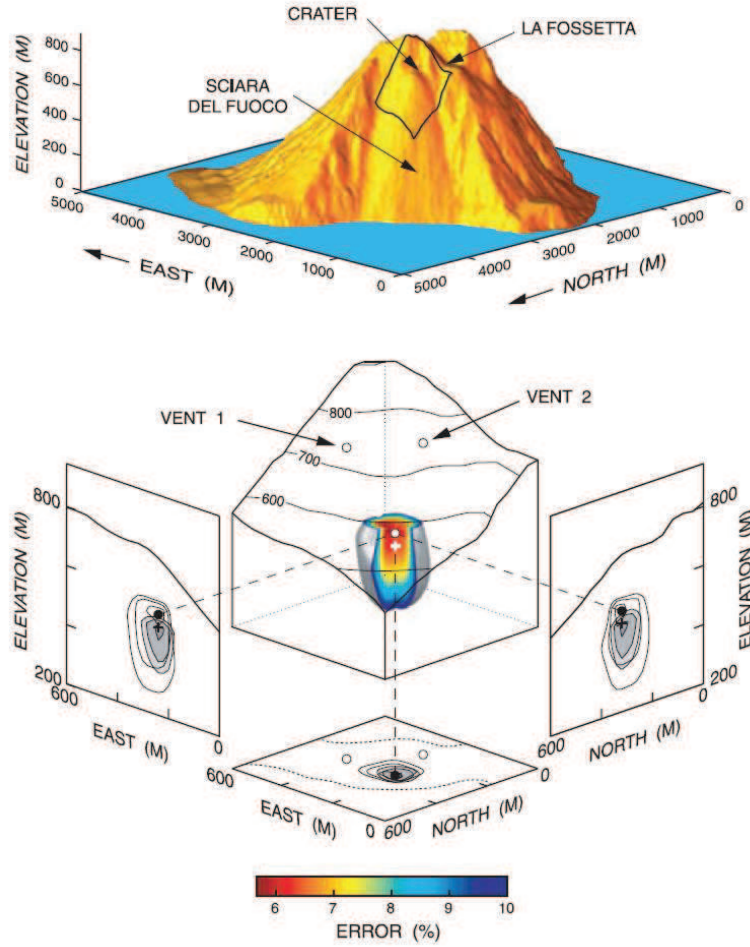 CRATER
LA FOSSETTA
SCIARA
DEL FUOCO
ELEVATION (M)
800
600
400
200
0
5000
4000
3000
2000
1000
0
EAST (M)
5000
4000
3000
2000
1000
0
NORTH (M)
VENT 1
VENT 2
800
700
600
ELEVATION (M)
800
200
600
0
EAST (M)
800
200
ELEVATION (M)
600
0
NORTH (M)
600
0
EAST (M)
0
600
NORTH (M)
6
7
8
9
10
ERROR (%)